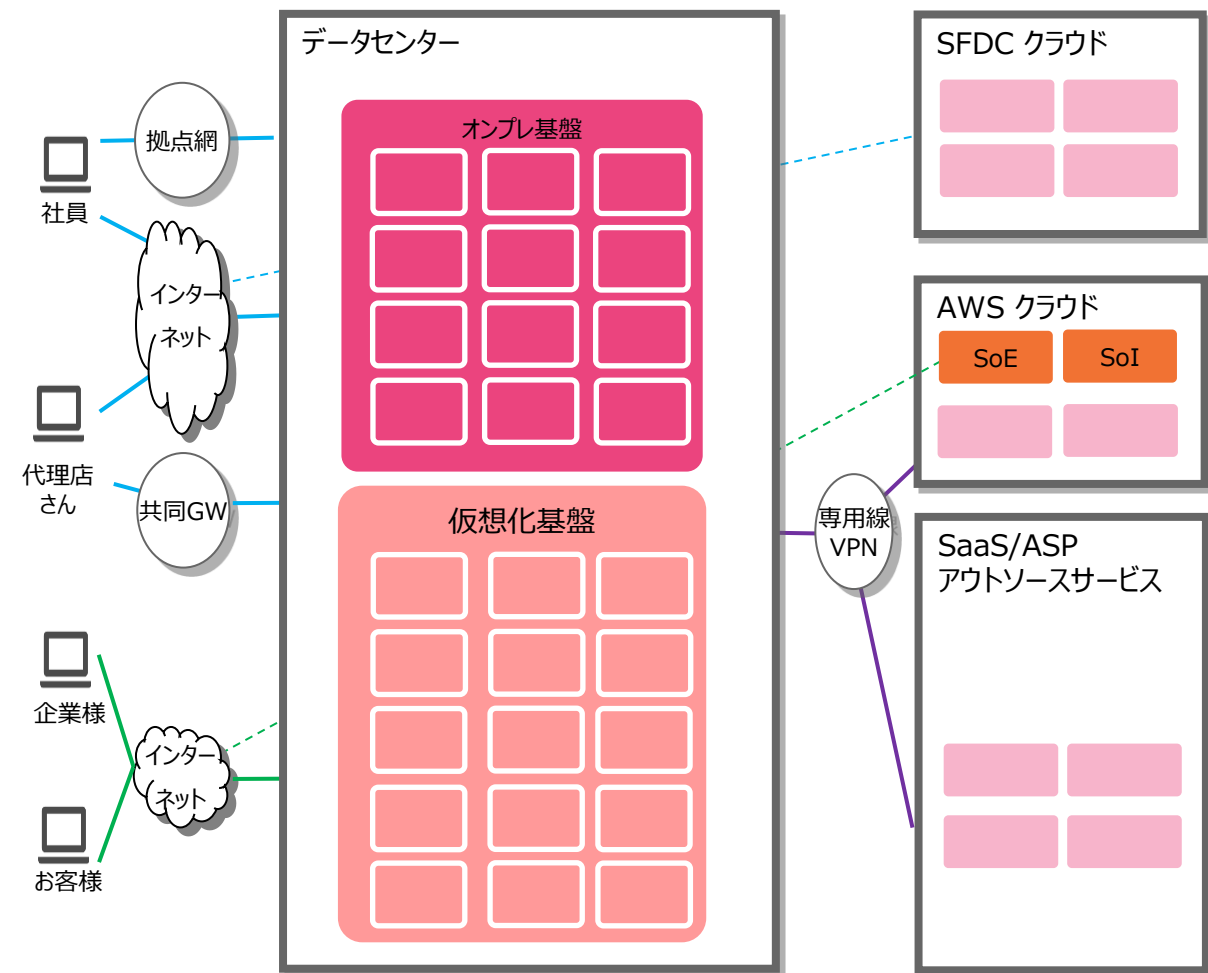 データセンター
SFDC クラウド
オンプレ基盤
拠点網
社員
インター
ネット
AWS クラウド
SoE
SoI
代理店
さん
共同GW
仮想化基盤
専用線
VPN
SaaS/ASP
アウトソースサービス
企業様
インター
ネット
お客様